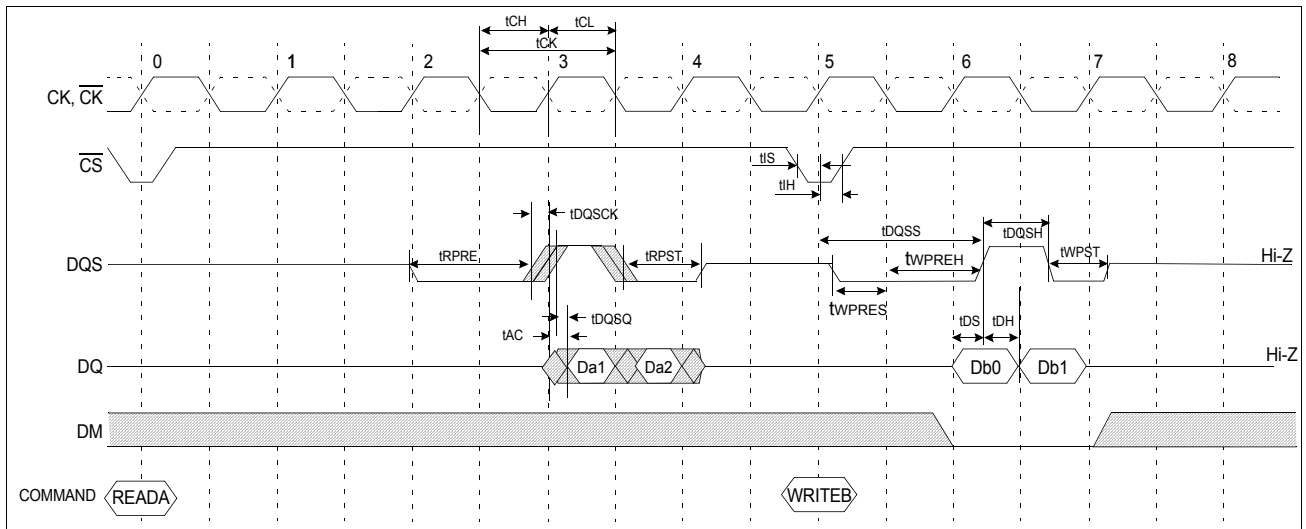 tCH tCL
tCK
0 1 2 3 4 5 6 7 8
CK, CK
CS
tIS
tIH
tDQSCK
tDQSS
tDQSH
tRPRE
tRPST
tWPREH
tWPST
Hi-Z
DQS
tWPRES
tDQSQ
tAC
tDS tDH
Hi-Z
DQ
Da1 Da2
Db0 Db1
DM
COMMAND READA WRITEB